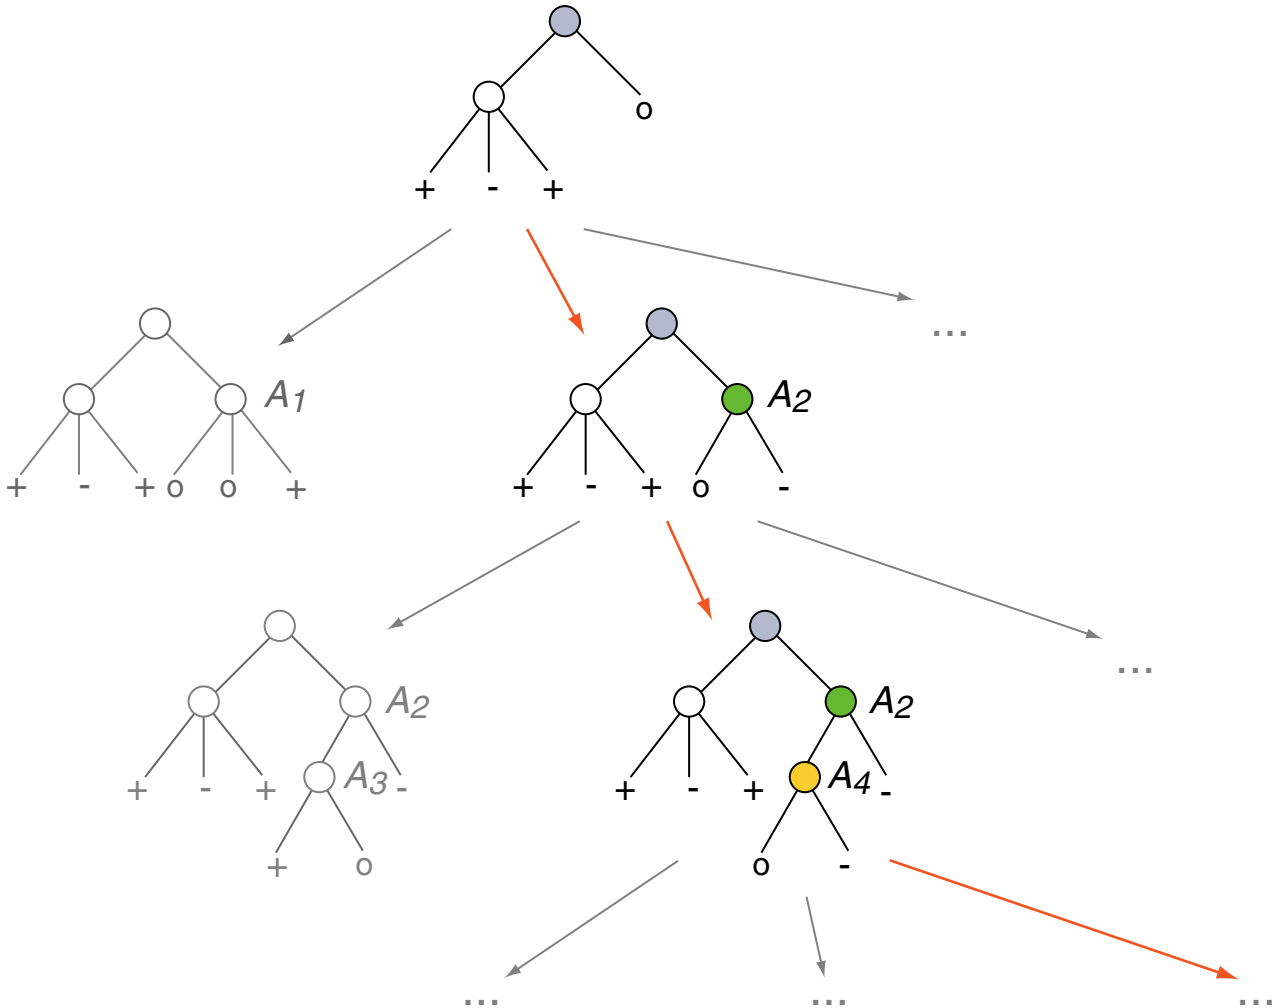 o
+ - +
...
A1
A2
+ - + o o +
+ - + o -
...
A2
A2
A3 -
A4 -
+ - +
+ - +
+ o
o -
... ... ...